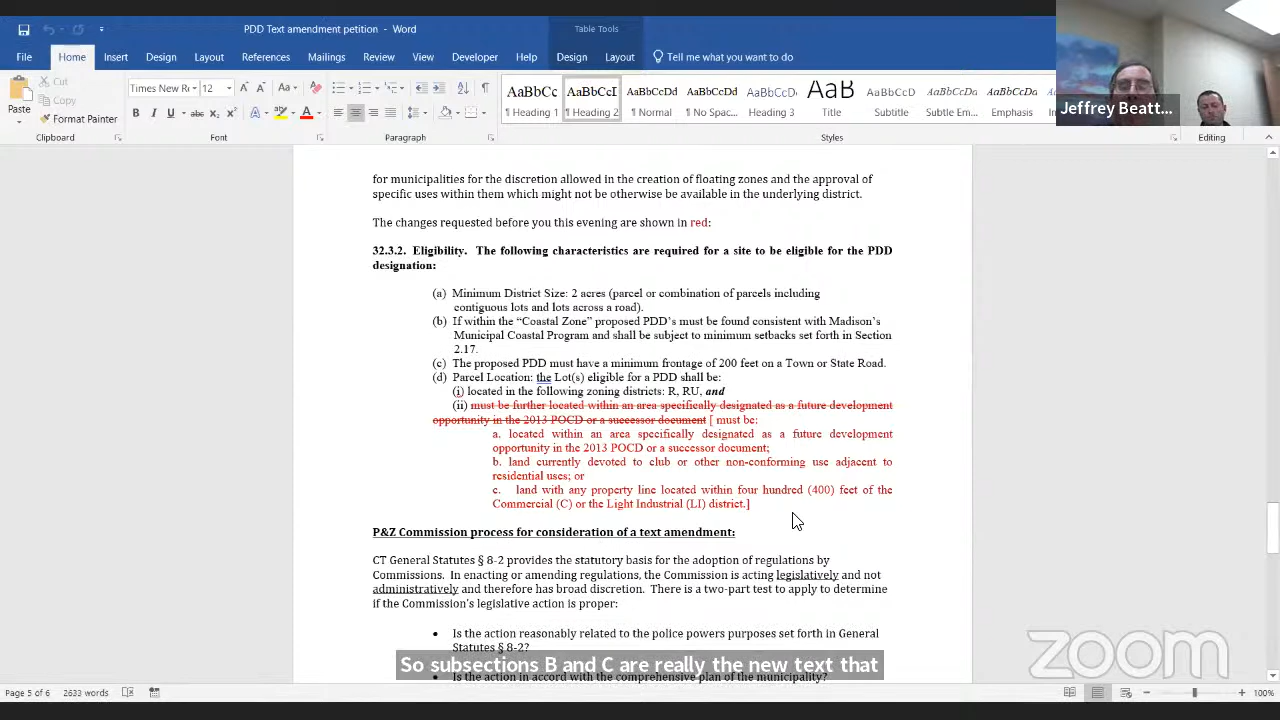 PDD Text amendment petition - Word
Table Tools
File Home Insert Design Layout References Mailings Review View Developer Help Acrobat Design Layout Tell me what you want to do
Paste Cut
Copy
Format Painter
Times New Ro 12
AaBbCc AaBbCcI AaBbCcDd AaBbCcDd AaBbCcD AaB AaBbCcD AaBbCcDd AaBbCcDd
¶ Heading 1 ¶ Heading 2 ¶ Normal ¶ No Spac... Heading 3 Title Subtitle Subtle Em... Emphasis
Clipboard Font Paragraph Styles Editing
Jeffrey Beatt...
for municipalities for the discretion allowed in the creation of floating zones and the approval of
specific uses within them which might not be otherwise be available in the underlying district.
The changes requested before you this evening are shown in red:
32.3.2. Eligibility. The following characteristics are required for a site to be eligible for the PDD
designation:
(a) Minimum District Size: 2 acres (parcel or combination of parcels including
contiguous lots and lots across a road).
(b) If within the “Coastal Zone” proposed PDD’s must be found consistent with Madison’s
Municipal Coastal Program and shall be subject to minimum setbacks set forth in Section
2.17.
(c) The proposed PDD must have a minimum frontage of 200 feet on a Town or State Road.
(d) Parcel Location: the Lot(s) eligible for a PDD shall be:
(i) located in the following zoning districts: R, RU, and
(ii) must be further located within an area specifically designated as a future development
opportunity in the 2013 POCD or a successor document [ must be:
a. located within an area specifically designated as a future development
opportunity in the 2013 POCD or a successor document;
b. land currently devoted to club or other non-conforming use adjacent to
residential uses; or
c. land with any property line located within four hundred (400) feet of the
Commercial (C) or the Light Industrial (LI) district.]
P&Z Commission process for consideration of a text amendment:
CT General Statutes § 8-2 provides the statutory basis for the adoption of regulations by
Commissions. In enacting or amending regulations, the Commission is acting legislatively and not
administratively and therefore has broad discretion. There is a two-part test to apply to determine
if the Commission’s legislative action is proper:
• Is the action reasonably related to the police powers purposes set forth in General
Statutes § 8-2?
So subsections B and C are really the new text that
• Is the action in accord with the comprehensive plan of the municipality?
zoom
Page 5 of 6 2633 words 100%